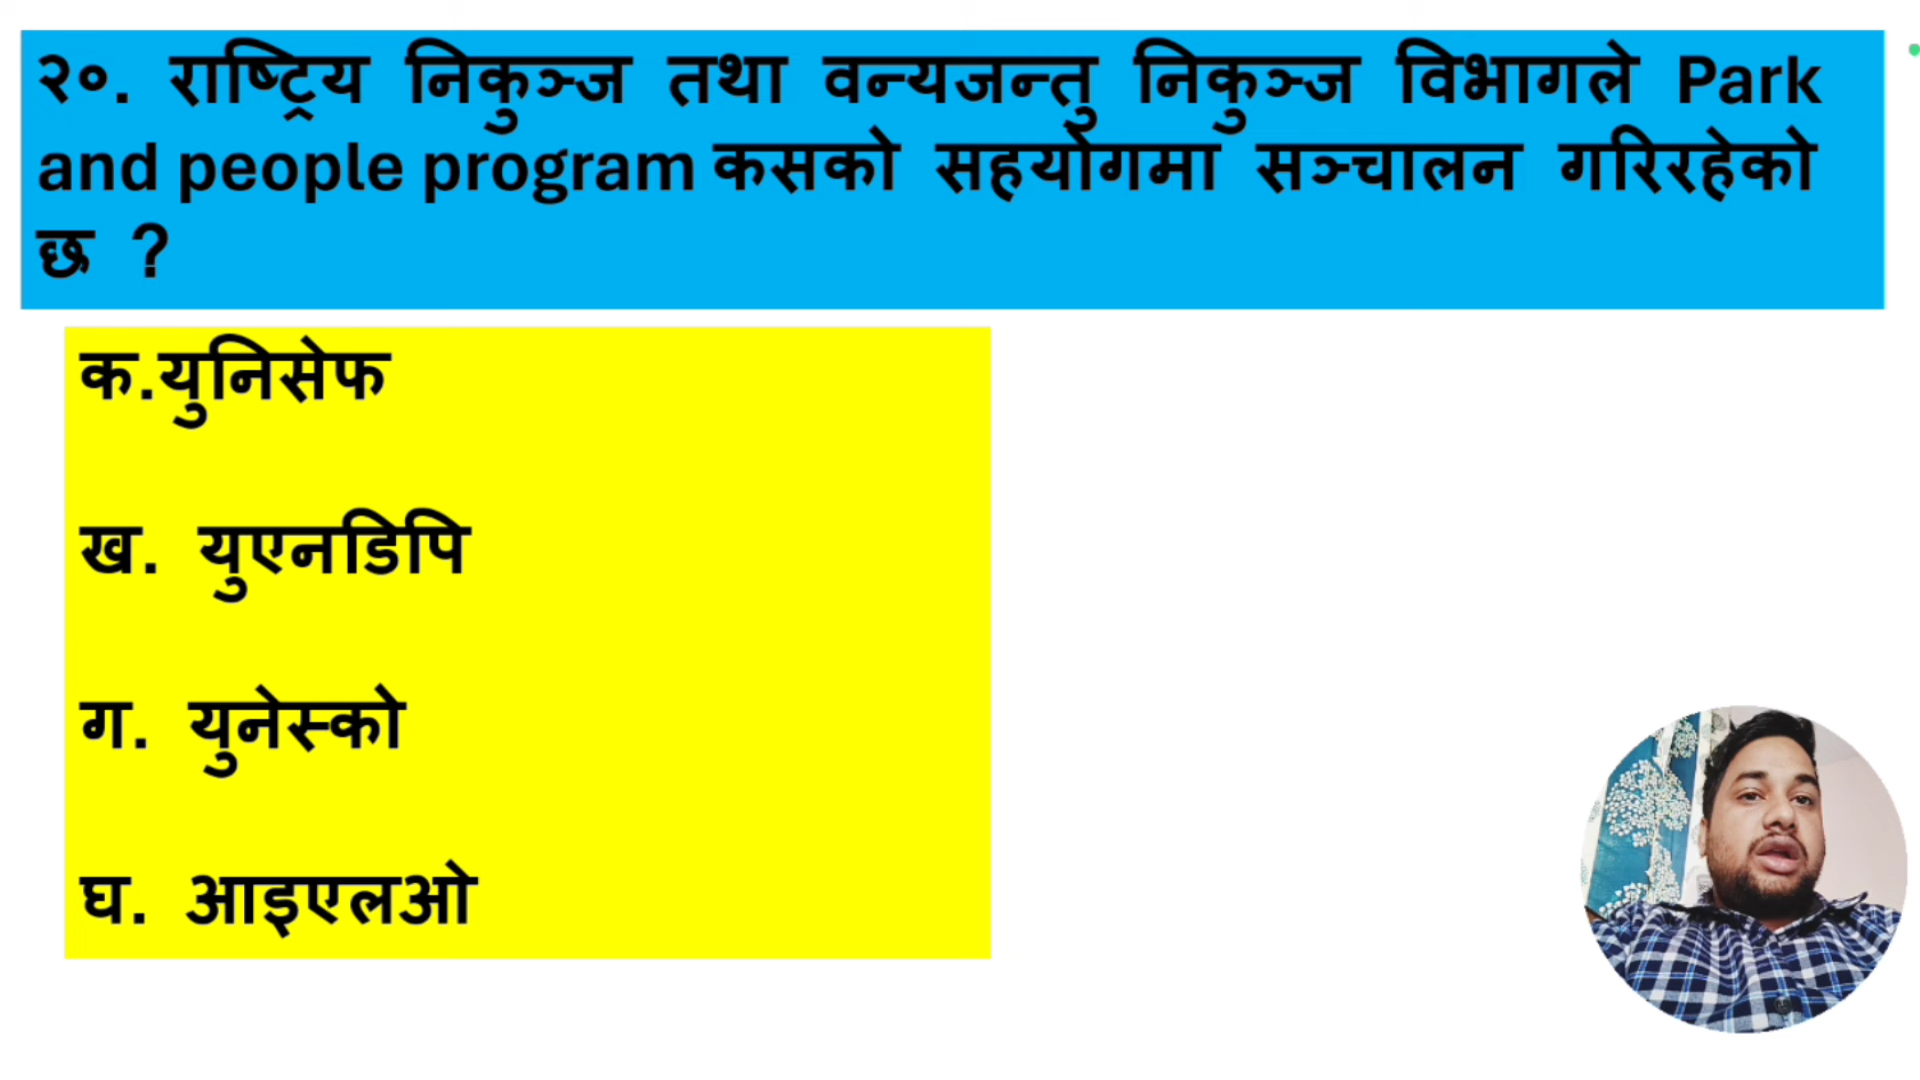 २०. राष्ट्रिय निकुञ्ज तथा वन्यजन्तु निकुञ्ज विभागले Park
and people program कसको सहयोगमा सञ्चालन गरिरहेको
छ ?
क.युनिसेफ
ख. युएनडिपि
ग. युनेस्को
घ. आइएलओ